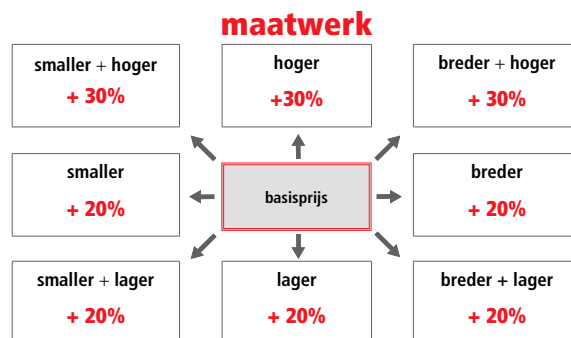 maatwerk
smaller + hoger
+ 30%
hoger
+30%
breder + hoger
+ 30%
smaller
+ 20%
basisprijs
breder
+ 20%
smaller + lager
+ 20%
lager
+ 20%
breder + lager
+ 20%